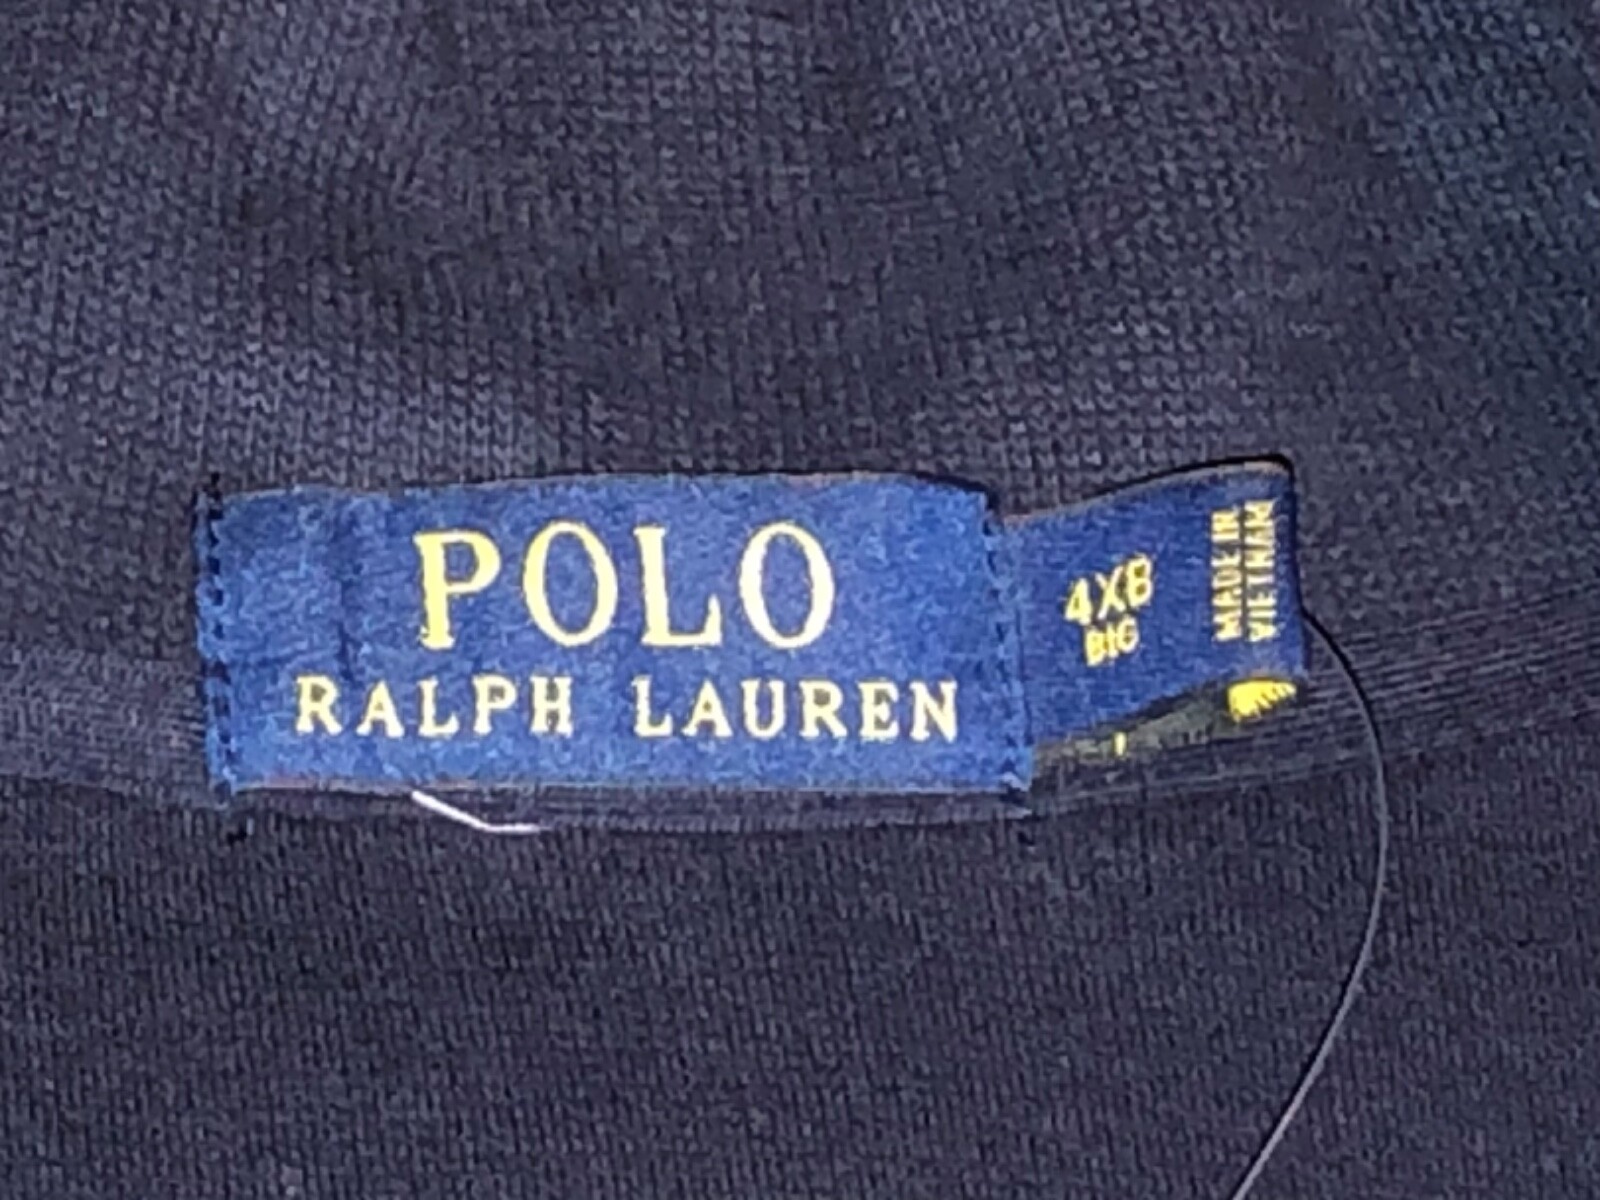 POLO
RALPH LAUREN
4XB
BIG
MADE IN
VIETNAM